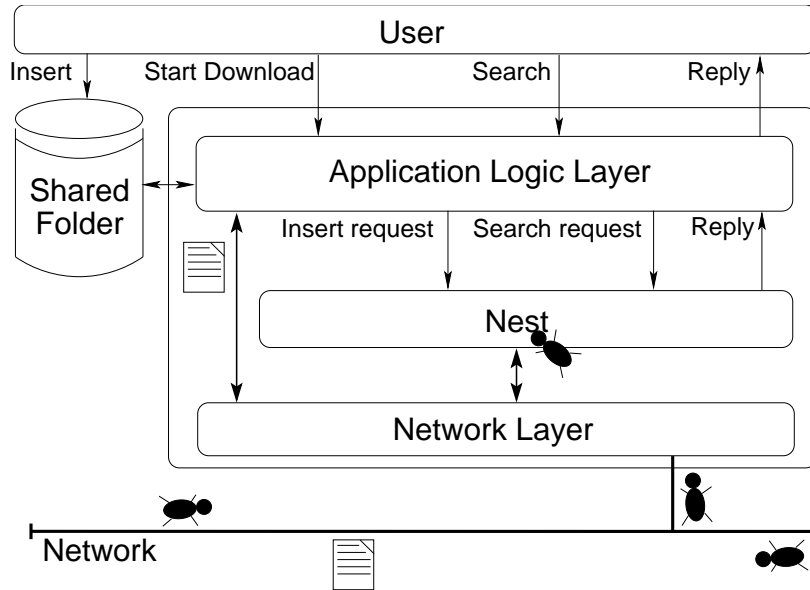 User
Insert
Start Download
Search
Reply
Application Logic Layer
Shared
Folder
Insert request
Search request
Reply
Nest
Network Layer
Network